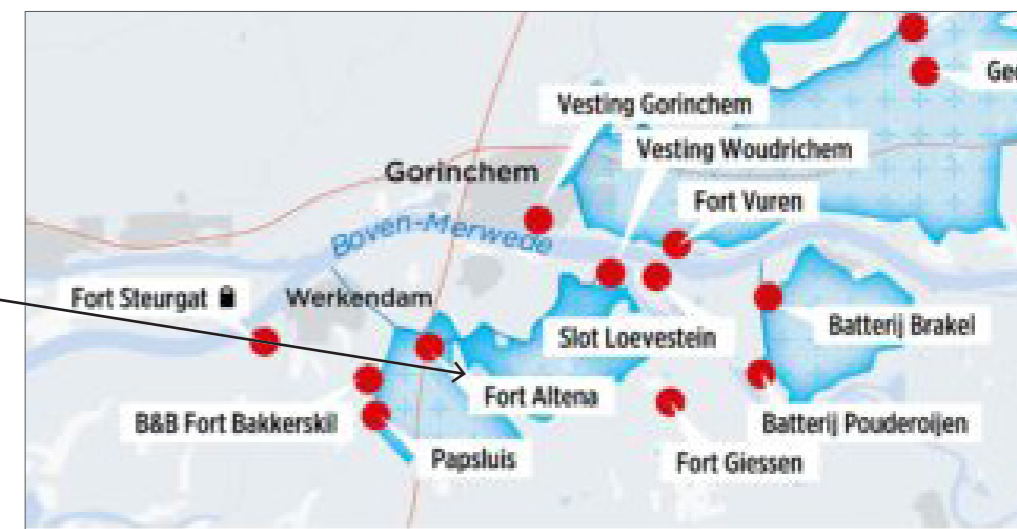 Geo
Vesting Gorinchem
Vesting Woudrichem
Gorinchem
Fort Vuren
Boven-Merwede
Fort Steurgat
Werkendam
Slot Loevestein
Batterij Brakel
Fort Altena
B&B Fort Bakkerskil
Batterij Pouderoijen
Papsluis
Fort Giessen